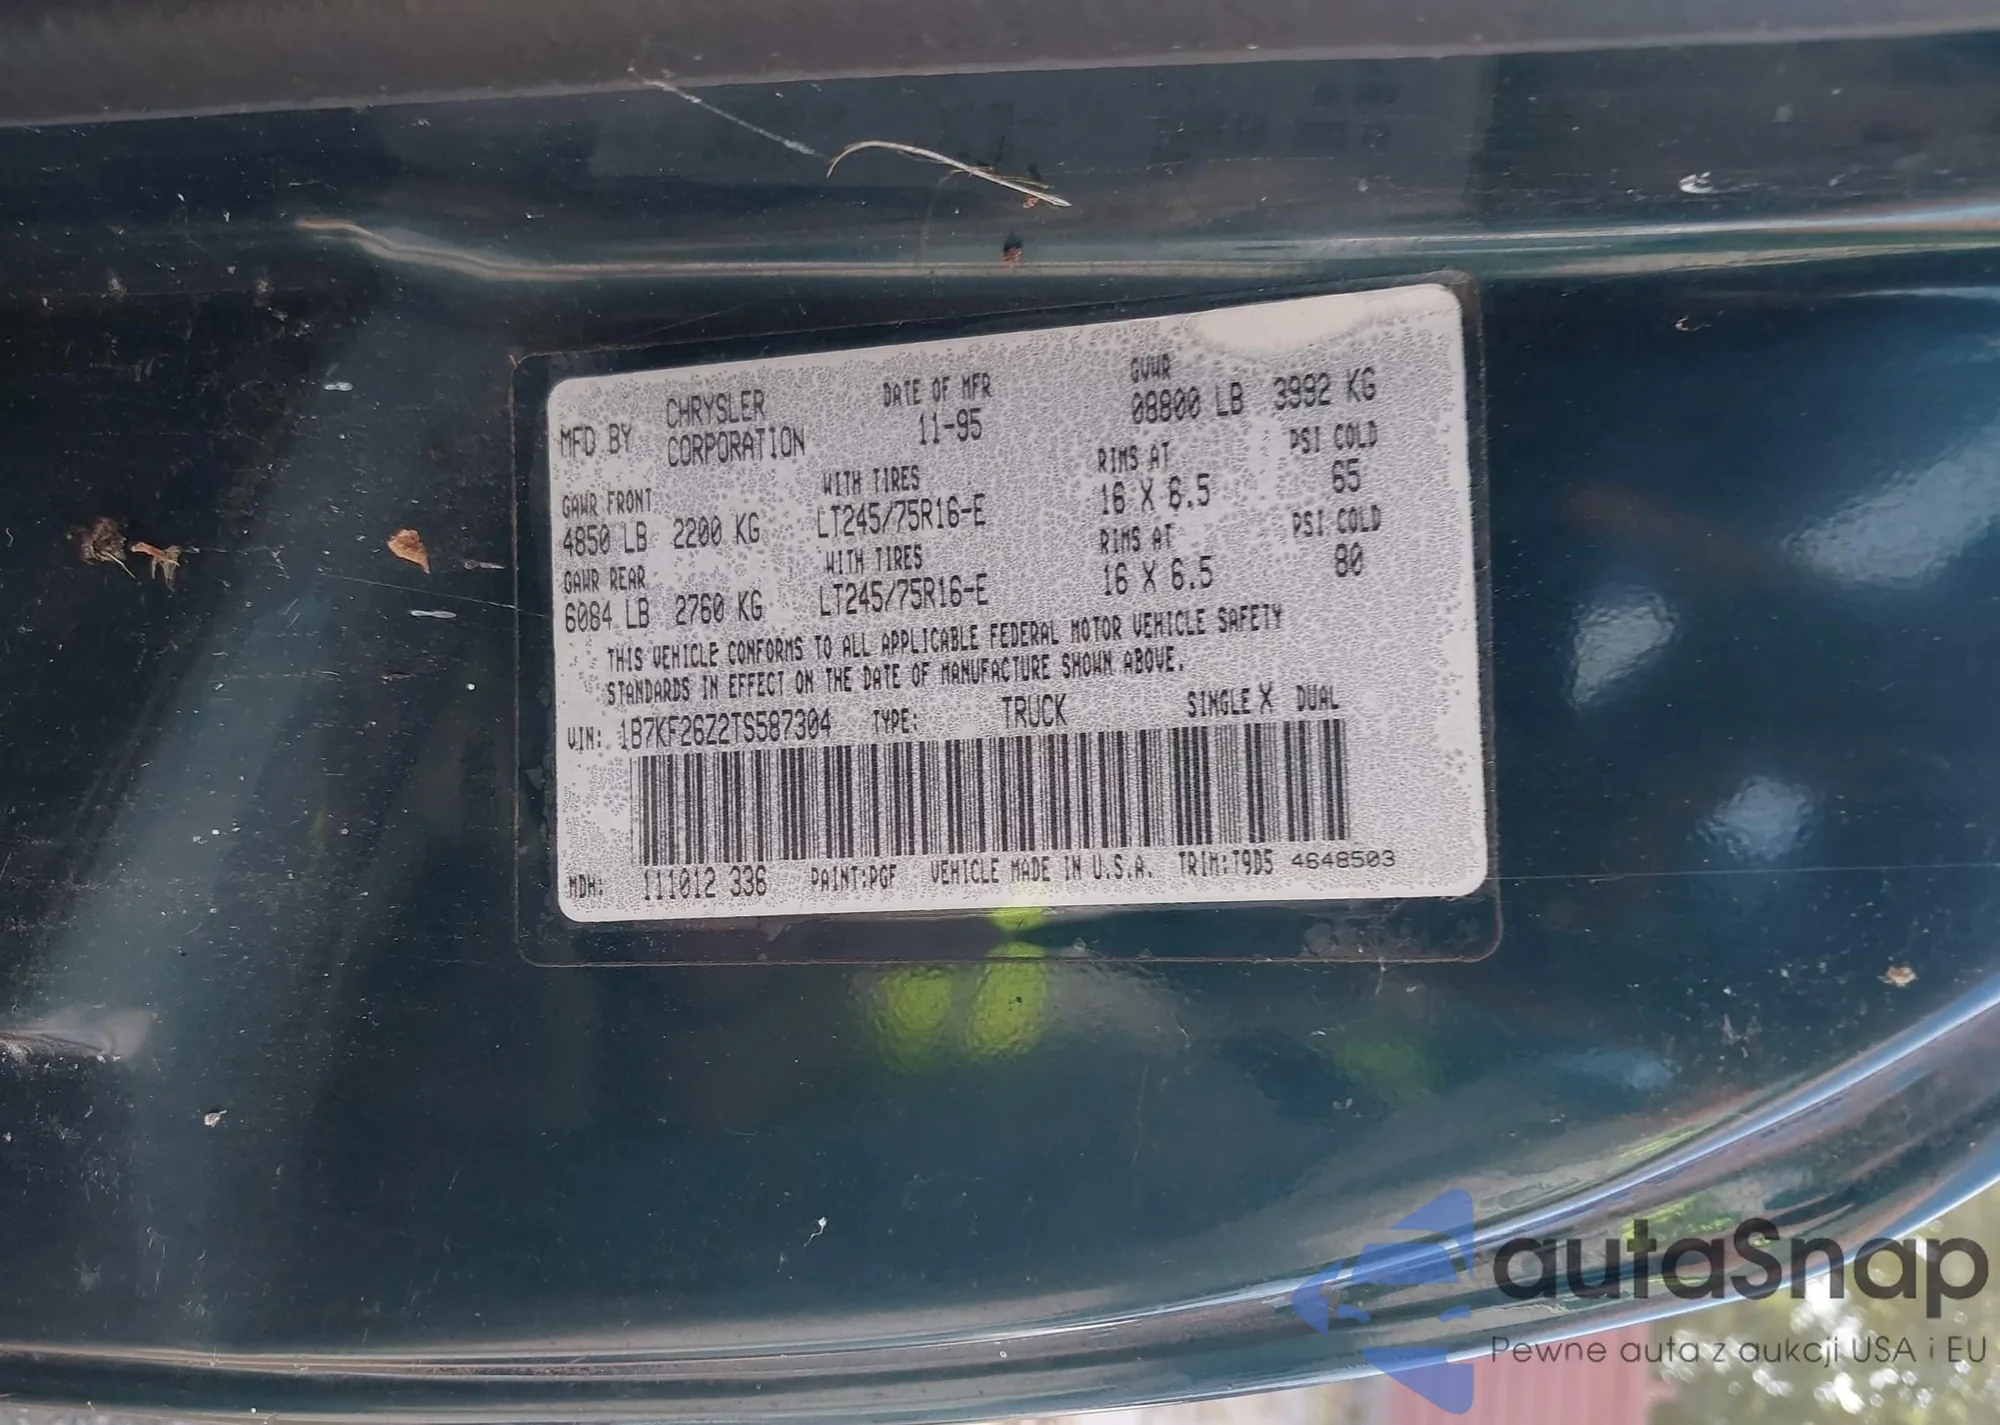 MFD BY CHRYSLER CORPORATION DATE OF MFR 11-95 GVWR 08800 LB 3992 KG
GAWR FRONT WITH TIRES RIMS AT PSI COLD
4850 LB 2200 KG LT245/75R16-E 16 X 6.5 65
GAWR REAR WITH TIRES RIMS AT PSI COLD
6084 LB 2760 KG LT245/75R16-E 16 X 6.5 80
THIS VEHICLE CONFORMS TO ALL APPLICABLE FEDERAL MOTOR VEHICLE SAFETY
STANDARDS IN EFFECT ON THE DATE OF MANUFACTURE SHOWN ABOVE.
VIN: 1B7KF26Z2TS587304 TYPE: TRUCK SINGLE X DUAL
MDH: 111012 336 PAINT:PGF VEHICLE MADE IN U.S.A. TRIM:T9D5 4648503
autaSnap
Pewne auta z aukcji USA i EU